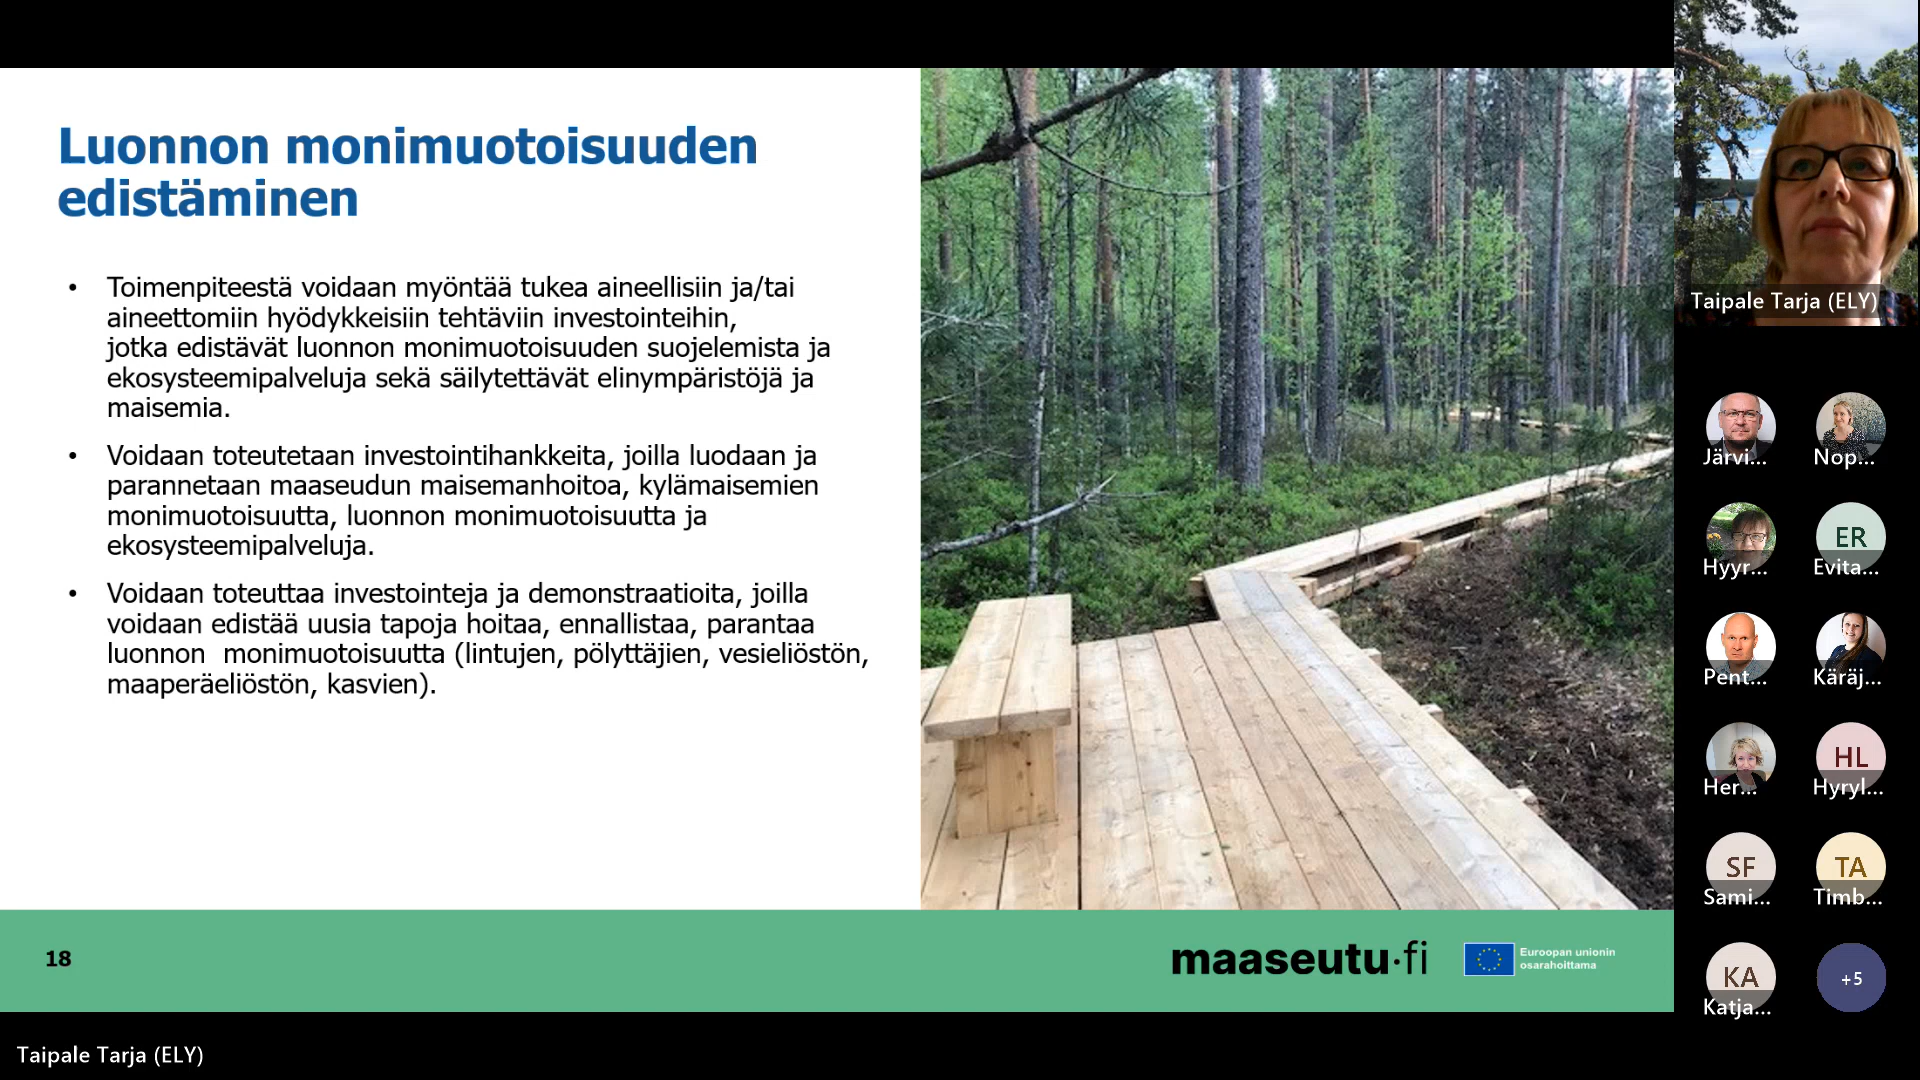 Luonnon monimuotoisuuden
edistäminen
• Toimenpiteestä voidaan myöntää tukea aineellisiin ja/tai
aineettomiin hyödykkeisiin tehtäviin investointeihin,
jotka edistävät luonnon monimuotoisuuden suojelemista ja
ekosysteemipalveluja sekä säilytettävät elinympäristöjä ja
maisemia.
• Voidaan toteutetaan investointihankkeita, joilla luodaan ja
parannetaan maaseudun maisemanhoitoa, kylämaisemien
monimuotoisuutta, luonnon monimuotoisuutta ja
ekosysteemipalveluja.
• Voidaan toteuttaa investointeja ja demonstraatioita, joilla
voidaan edistää uusia tapoja hoitaa, ennallistaa, parantaa
luonnon  monimuotoisuutta (lintujen, pölyttäjien, vesieliöstön,
maaperäeliöstön, kasvien).
18
maaseutu.fi
Euroopan unionin
osarahoittama
Taipale Tarja (ELY)
Järvi...
Nop...
Hyyr...
ER
Evita...
Pent...
Käräj...
Her...
HL
Hyryl...
SF
Sami...
TA
Timb...
KA
Katja...
+5
Taipale Tarja (ELY)